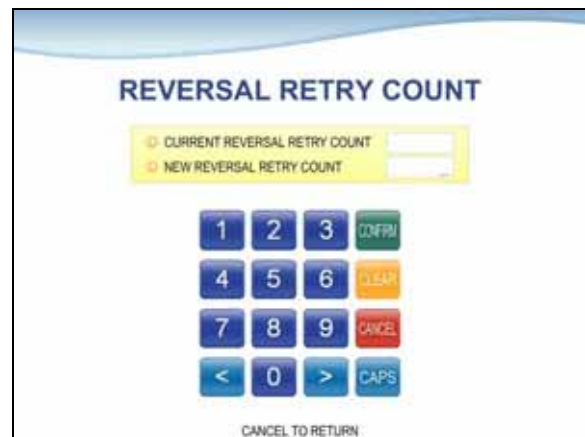 REVERSAL RETRY COUNT
CURRENT REVERSAL RETRY COUNT
NEW REVERSAL RETRY COUNT
1 2 3 CONFIRM
4 5 6 CLEAR
7 8 9 CANCEL
< 0 > CAPS
CANCEL TO RETURN